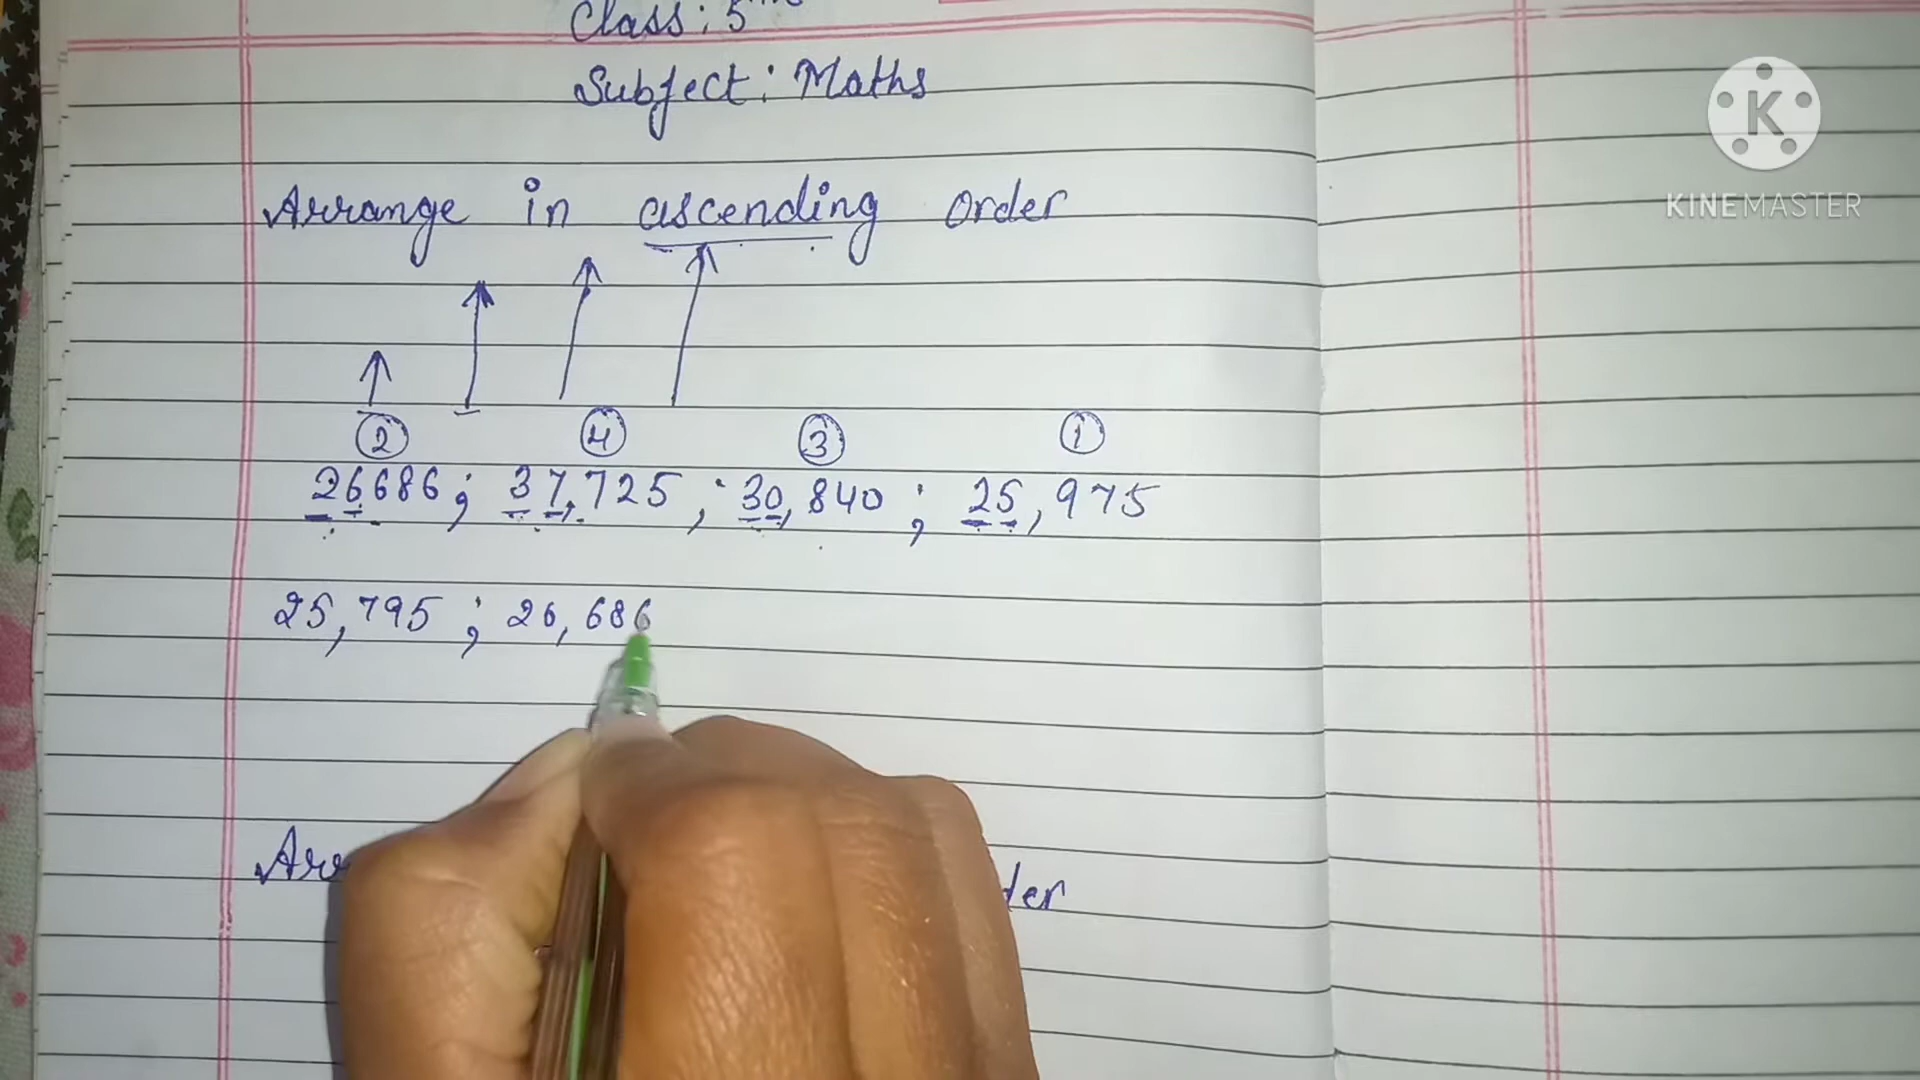 Class: 5th
Subject: Maths
K
KINEMASTER
Arrange in ascending order
2 4 3 1
26686; 37,725; 30,840; 25,975
25,795; 26,686